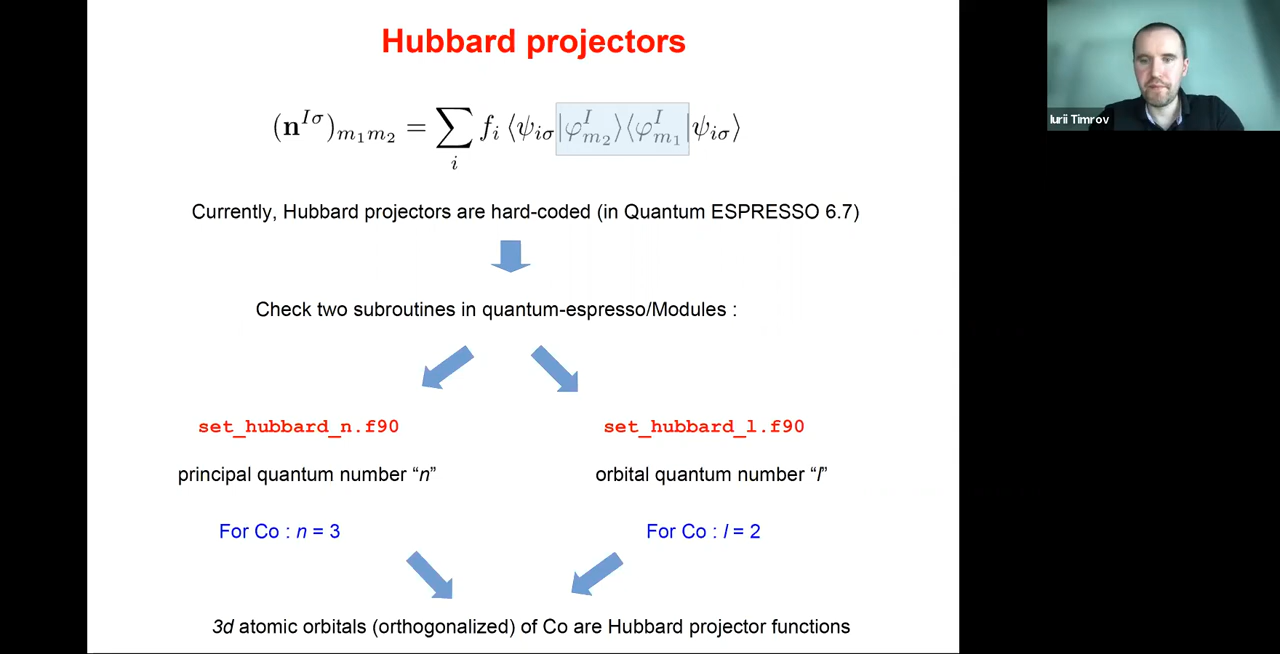 Hubbard projectors
(𝐧^{Iσ})_{m₁m₂} = ∑_i f_i ⟨ψ_{iσ}|φ^I_{m₂}⟩⟨φ^I_{m₁}|ψ_{iσ}⟩
Currently, Hubbard projectors are hard-coded (in Quantum ESPRESSO 6.7)
Check two subroutines in quantum-espresso/Modules :
set_hubbard_n.f90
principal quantum number “n”
For Co : n = 3
set_hubbard_l.f90
orbital quantum number “l”
For Co : l = 2
3d atomic orbitals (orthogonalized) of Co are Hubbard projector functions
Iurii Timrov